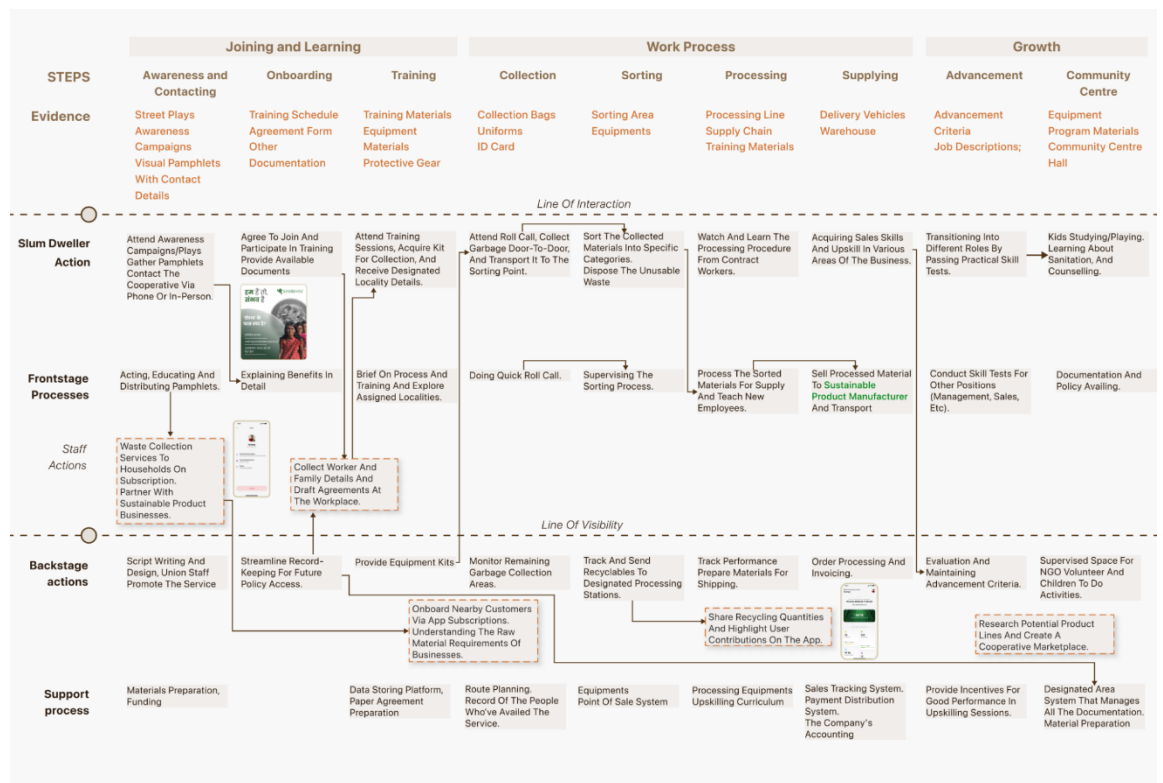 Joining and Learning
Work Process
Growth
STEPS
Awareness and
Contacting
Onboarding
Training
Collection
Sorting
Processing
Supplying
Advancement
Community
Centre
Evidence
Street Plays
Awareness
Campaigns
Visual Pamphlets
With Contact
Details
Training Schedule
Agreement Form
Other
Documentation
Training Materials
Equipment
Materials
Protective Gear
Collection Bags
Uniforms
ID Card
Sorting Area
Equipments
Processing Line
Supply Chain
Training Materials
Delivery Vehicles
Warehouse
Advancement
Criteria
Job Descriptions;
Equipment
Program Materials
Community Centre
Hall
Line Of Interaction
Slum Dweller
Action
Attend Awareness
Campaigns/Plays
Gather Pamphlets
Contact The
Cooperative Via
Phone Or In-Person.
Agree To Join And
Participate In Training
Provide Available
Documents
हम हैं तो,
संभव है
Attend Training
Sessions, Acquire Kit
For Collection, And
Receive Designated
Locality Details.
Attend Roll Call, Collect
Garbage Door-To-Door,
And Transport It To The
Sorting Point.
Sort The Collected
Materials Into Specific
Categories.
Dispose The Unusable
Waste
Watch And Learn The
Processing Procedure
From Contract
Workers.
Acquiring Sales Skills
And Upskill In Various
Areas Of The Business.
Transitioning Into
Different Roles By
Passing Practical Skill
Tests.
Kids Studying/Playing.
Learning About
Sanitation, And
Counselling.
Frontstage
Processes
Acting, Educating And
Distributing Pamphlets.
Explaining Benefits In
Detail
Brief On Process And
Training And Explore
Assigned Localities.
Doing Quick Roll Call.
Supervising The
Sorting Process.
Process The Sorted
Materials For Supply
And Teach New
Employees.
Sell Processed Material
To Sustainable
Product Manufacturer
And Transport
Conduct Skill Tests For
Other Positions
(Management, Sales,
Etc).
Documentation And
Policy Availing.
Staff
Actions
Waste Collection
Services To
Households On
Subscription.
Partner With
Sustainable Product
Businesses.
Collect Worker And
Family Details And
Draft Agreements At
The Workplace.
Line Of Visibility
Backstage
actions
Script Writing And
Design, Union Staff
Promote The Service
Streamline Record-
Keeping For Future
Policy Access.
Provide Equipment Kits
Monitor Remaining
Garbage Collection
Areas.
Track And Send
Recyclables To
Designated Processing
Stations.
Track Performance
Prepare Materials For
Shipping.
Order Processing And
Invoicing.
Evaluation And
Maintaining
Advancement Criteria.
Supervised Space For
NGO Volunteer And
Children To Do
Activities.
Onboard Nearby Customers
Via App Subscriptions.
Understanding The Raw
Material Requirements Of
Businesses.
Share Recycling Quantities
And Highlight User
Contributions On The App.
Research Potential Product
Lines And Create A
Cooperative Marketplace.
Support
process
Materials Preparation,
Funding
Data Storing Platform,
Paper Agreement
Preparation
Route Planning.
Record Of The People
Who've Availed The
Service.
Equipments
Point Of Sale System
Processing Equipments
Upskilling Curriculum
Sales Tracking System.
Payment Distribution
System.
The Company's
Accounting
Provide Incentives For
Good Performance In
Upskilling Sessions.
Designated Area
System That Manages
All The Documentation.
Material Preparation